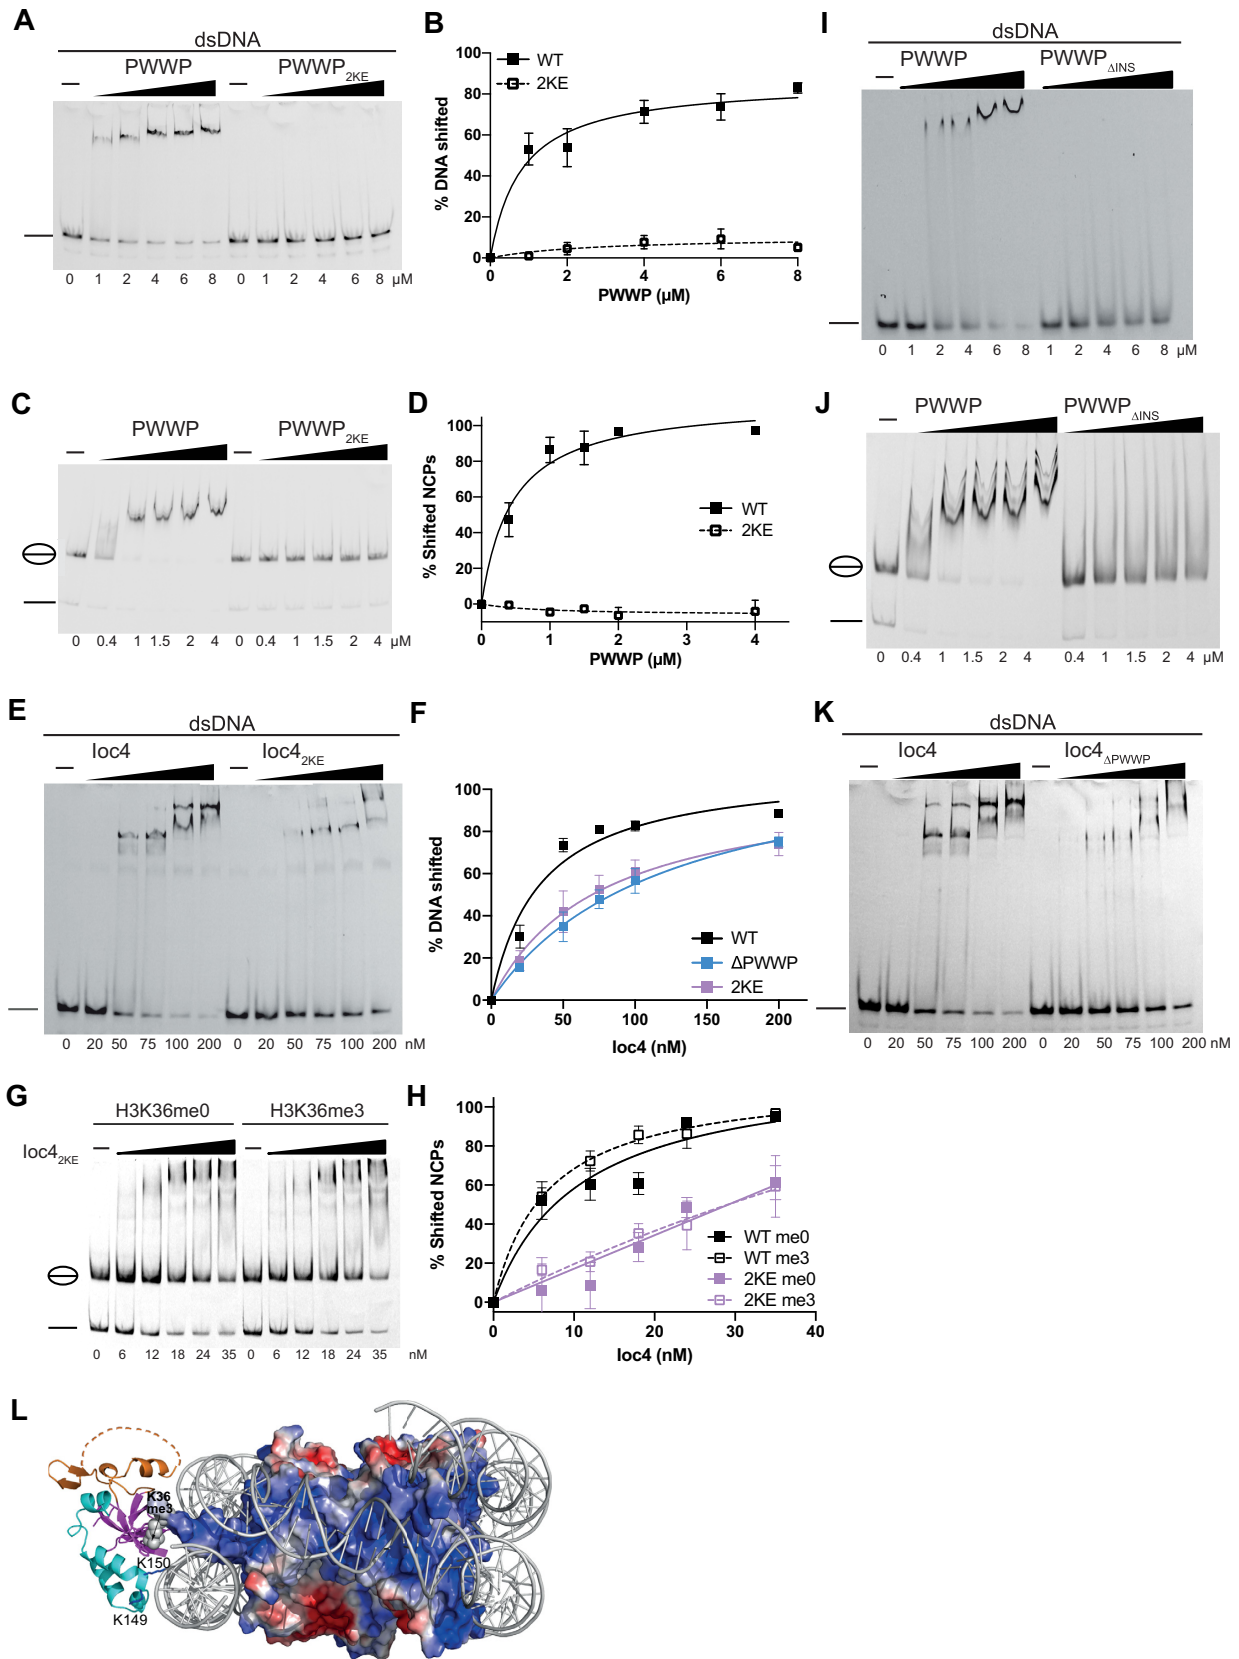 A
dsDNA
PWWP
PWWP2KE
0 1 2 4 6 8 0 1 2 4 6 8 µM
B
100
80
60
40
20
0
% DNA shifted
WT
2KE
0 2 4 6 8
PWWP (µM)
C
PWWP
PWWP2KE
0 0.4 1 1.5 2 4 0 0.4 1 1.5 2 4 µM
D
100
80
60
40
20
0
% Shifted NCPs
WT
2KE
0 1 2 3 4
PWWP (µM)
E
dsDNA
Ioc4
Ioc42KE
0 20 50 75 100 200 0 20 50 75 100 200 nM
F
100
80
60
40
20
0
% DNA shifted
WT
ΔPWWP
2KE
0 50 100 150 200
Ioc4 (nM)
G
H3K36me0 H3K36me3
Ioc42KE
0 6 12 18 24 35 0 6 12 18 24 35 nM
H
100
80
60
40
20
0
% Shifted NCPs
WT me0
WT me3
2KE me0
2KE me3
0 10 20 30 40
Ioc4 (nM)
I
dsDNA
PWWP
PWWPΔINS
0 1 2 4 6 8 1 2 4 6 8 µM
J
PWWP
PWWPΔINS
0 0.4 1 1.5 2 4 0.4 1 1.5 2 4 µM
K
dsDNA
Ioc4
Ioc4ΔPWWP
0 20 50 75 100 200 0 20 50 75 100 200 nM
L
K36
me3
K150
K149